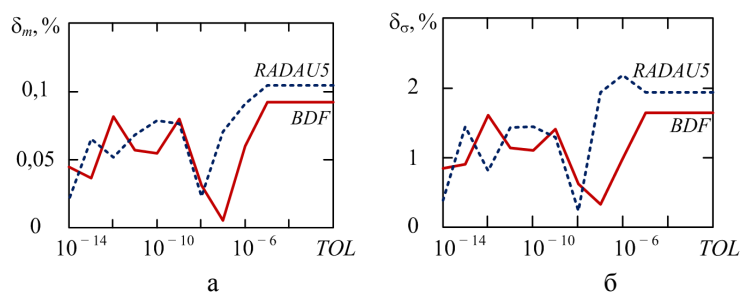 δm, %
0,1
0,05
0
RADAU5
BDF
10⁻¹⁴ 10⁻¹⁰ 10⁻⁶ TOL
а
δσ, %
2
1
0
RADAU5
BDF
10⁻¹⁴ 10⁻¹⁰ 10⁻⁶ TOL
б